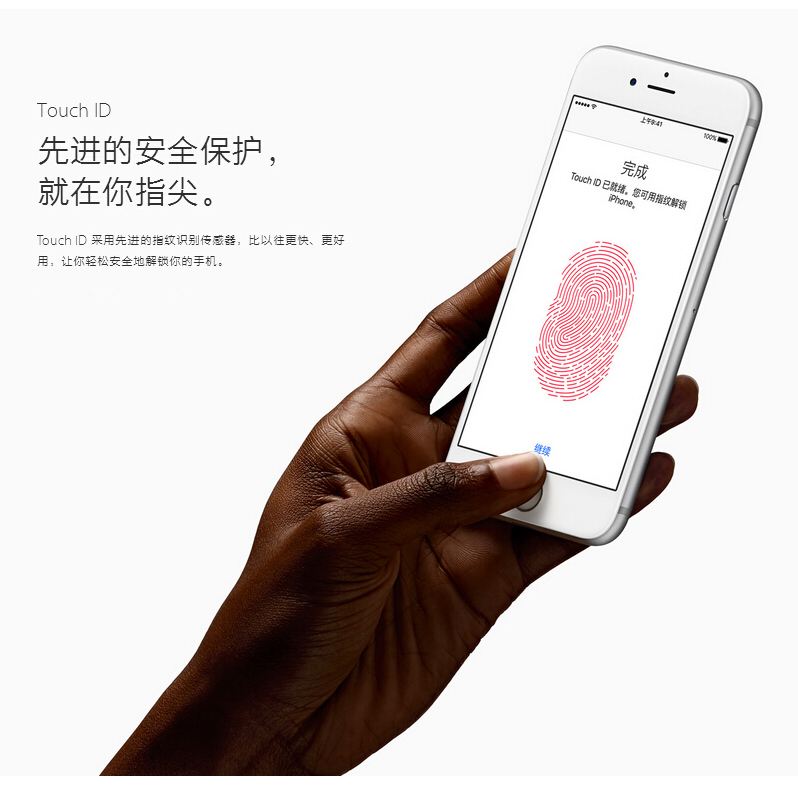 Touch ID
先进的安全保护，
就在你指尖。
Touch ID 采用先进的指纹识别传感器，比以往更快、更好
用，让你轻松安全地解锁你的手机。
上午9:41
100%
完成
Touch ID 已就绪。您可用指纹解锁
iPhone。
继续